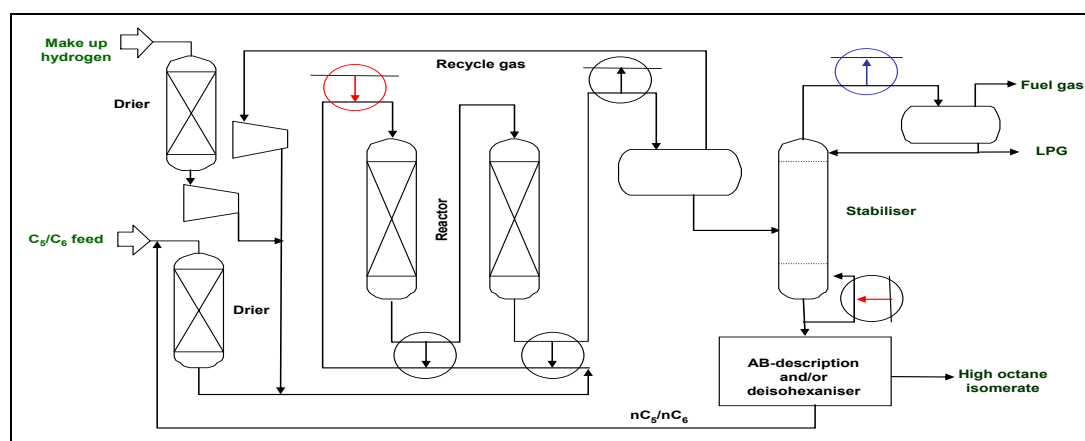 Make up
hydrogen
Drier
Recycle gas
Fuel gas
LPG
Stabiliser
Reactor
C5/C6 feed
Drier
AB-description
and/or
deisohexaniser
High octane
isomerate
nC5/nC6